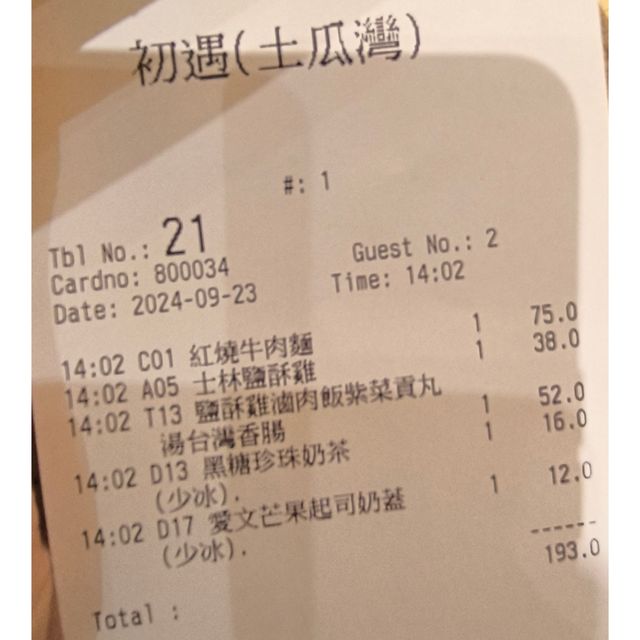 初遇(土瓜灣)
#: 1
Tbl No.: 21 Guest No.: 2
Cardno: 800034 Time: 14:02
Date: 2024-09-23
14:02 C01 紅燒牛肉麵 1 75.0
14:02 A05 士林鹽酥雞 1 38.0
14:02 T13 鹽酥雞滷肉飯紫菜貢丸
湯台灣香腸 1 52.0
14:02 D13 黑糖珍珠奶茶 1 16.0
(少冰).
14:02 D17 愛文芒果起司奶蓋 1 12.0
(少冰).
------
193.0
Total :